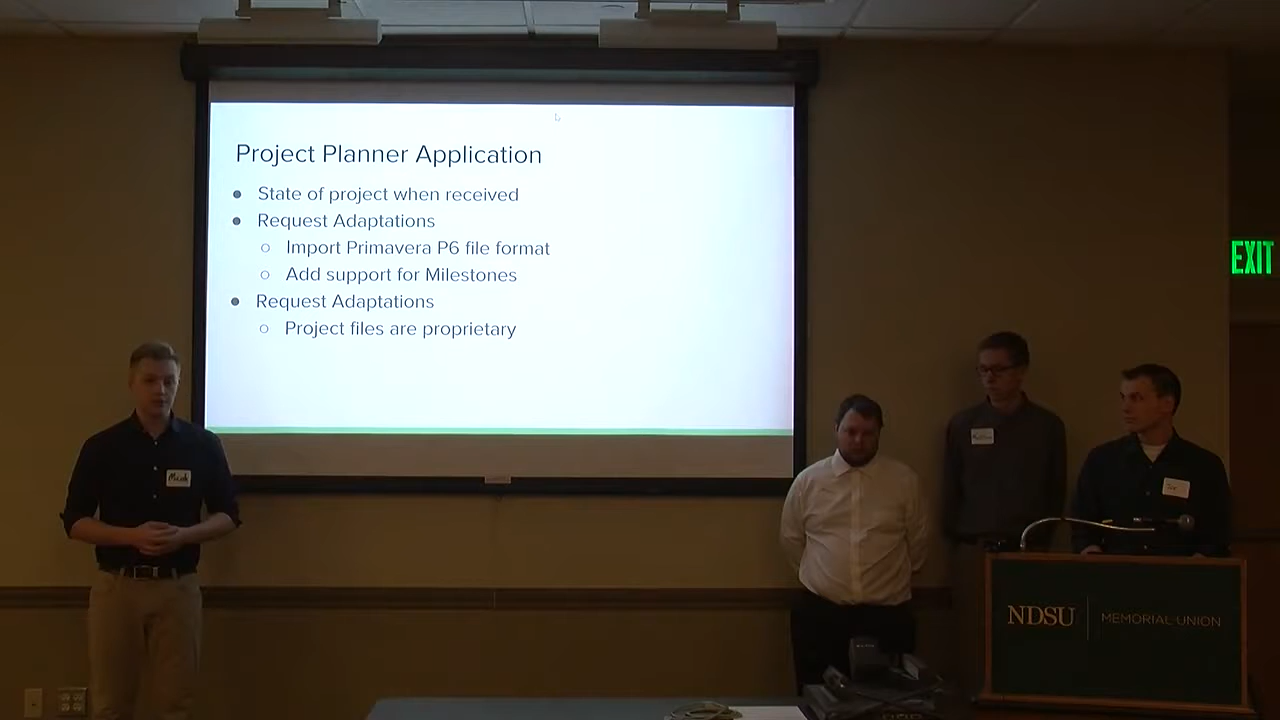 Project Planner Application
● State of project when received
● Request Adaptations
○ Import Primavera P6 file format
○ Add support for Milestones
● Request Adaptations
○ Project files are proprietary
EXIT
NDSU MEMORIAL UNION